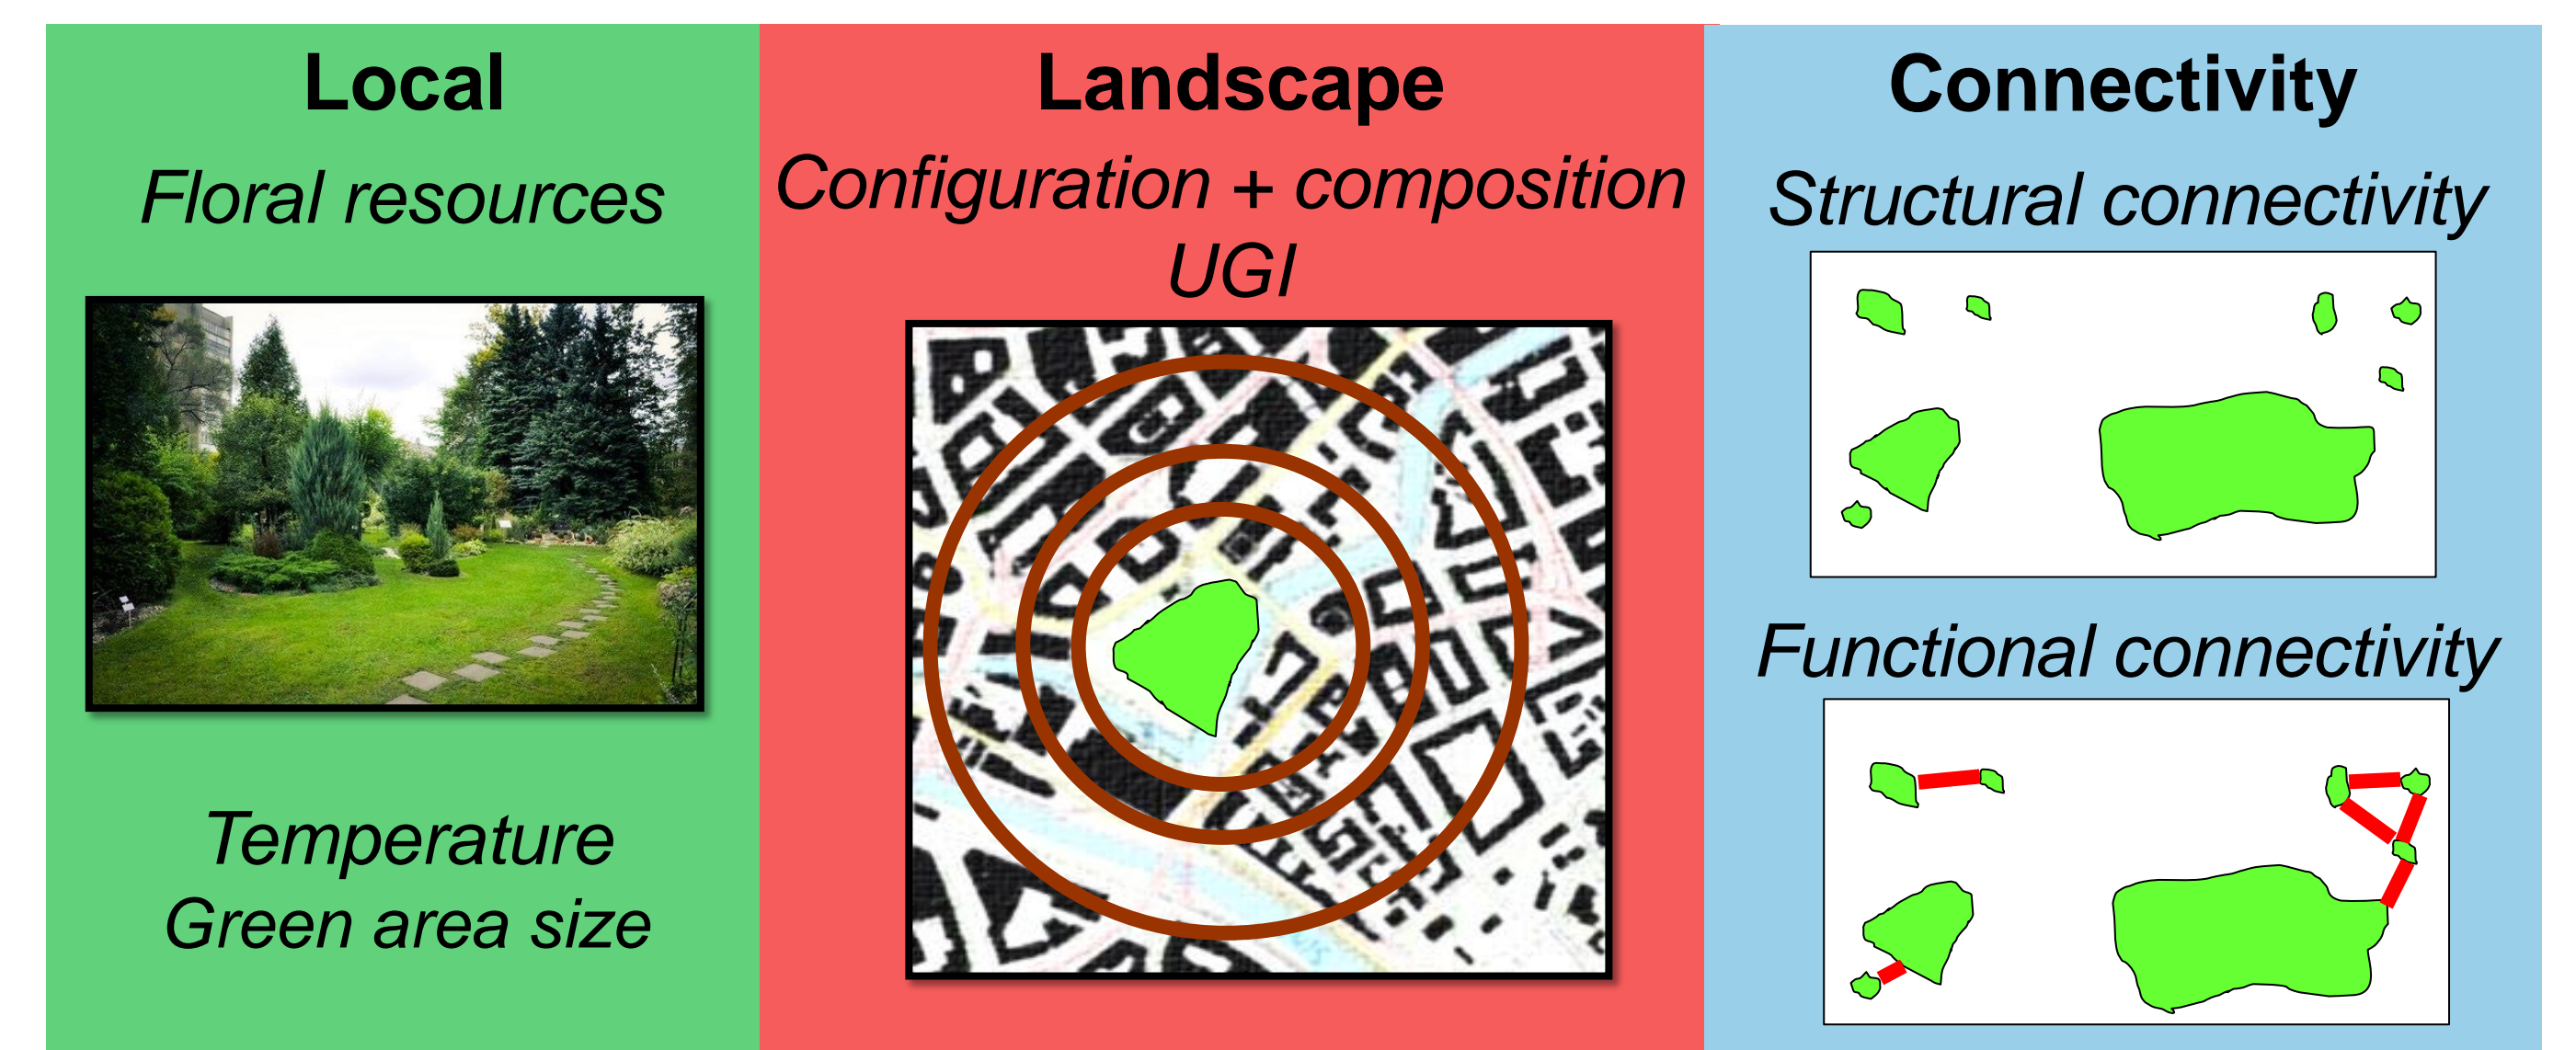 Local
Floral resources
Temperature
Green area size
Landscape
Configuration + composition
UGI
Connectivity
Structural connectivity
Functional connectivity